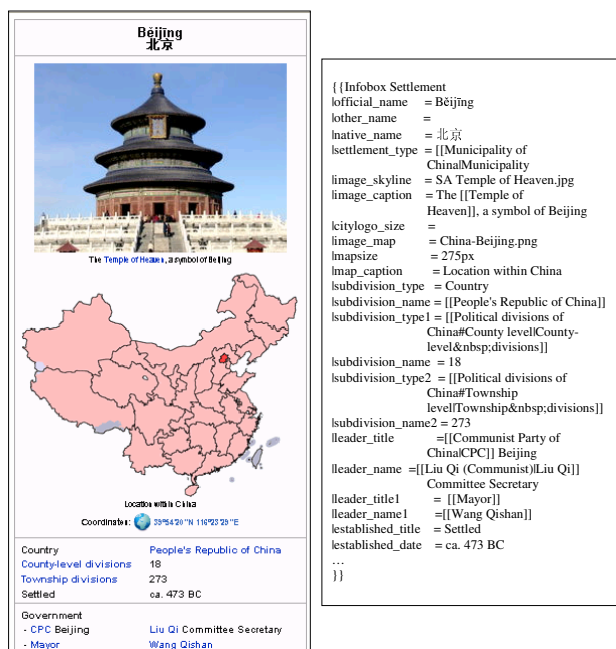 Běijīng
北京
The Temple of Heaven, a symbol of Beijing
Location within China
Coordinates: 39°54′20″N 116°23′29″E
Country People's Republic of China
County-level divisions 18
Township divisions 273
Settled ca. 473 BC
Government
- CPC Beijing Liu Qi Committee Secretary
- Mayor Wang Qishan
{{Infobox Settlement
|official_name = Běijīng
|other_name =
|native_name = 北京
|settlement_type = [[Municipality of
China|Municipality
|image_skyline = SA Temple of Heaven.jpg
|image_caption = The [[Temple of
Heaven]], a symbol of Beijing
|citylogo_size =
|image_map = China-Beijing.png
|mapsize = 275px
|map_caption = Location within China
|subdivision_type = Country
|subdivision_name = [[People's Republic of China]]
|subdivision_type1 = [[Political divisions of
China#County level|County-
level&nbsp;divisions]]
|subdivision_name = 18
|subdivision_type2 = [[Political divisions of
China#Township
level|Township&nbsp;divisions]]
|subdivision_name2 = 273
|leader_title =[[Communist Party of
China|CPC]] Beijing
|leader_name =[[Liu Qi (Communist)|Liu Qi]]
Committee Secretary
|leader_title1 = [[Mayor]]
|leader_name1 =[[Wang Qishan]]
|established_title = Settled
|established_date = ca. 473 BC
…
}}